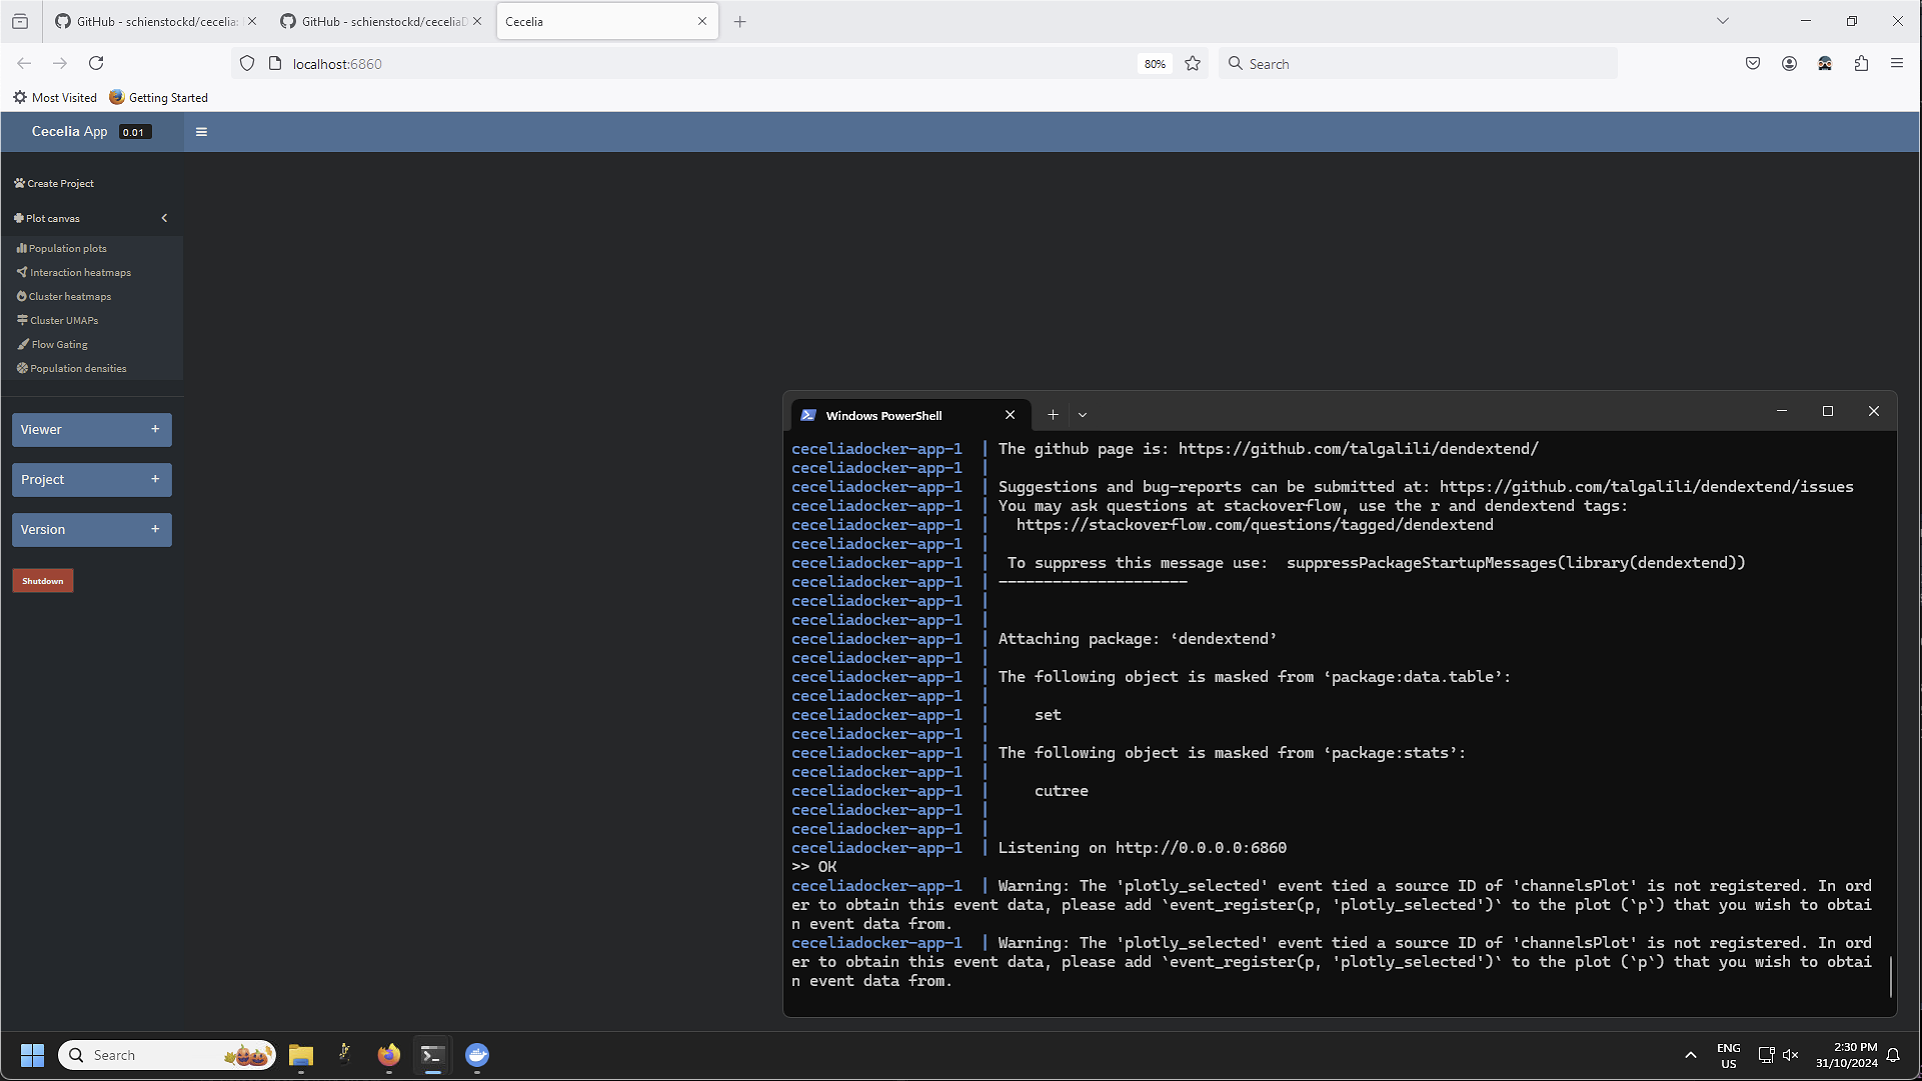 GitHub - schienstockd/cecelia:
GitHub - schienstockd/cecelia
Cecelia
localhost:6860
80%
Search
Most Visited
Getting Started
Cecelia App
0.01
Create Project
Plot canvas
Population plots
Interaction heatmaps
Cluster heatmaps
Cluster UMAPs
Flow Gating
Population densities
Viewer +
Project +
Version +
Shutdown
Windows PowerShell
ceceliadocker-app-1 | The github page is: https://github.com/talgalili/dendextend/
ceceliadocker-app-1 |
ceceliadocker-app-1 | Suggestions and bug-reports can be submitted at: https://github.com/talgalili/dendextend/issues
ceceliadocker-app-1 | You may ask questions at stackoverflow, use the r and dendextend tags:
ceceliadocker-app-1 | https://stackoverflow.com/questions/tagged/dendextend
ceceliadocker-app-1 |
ceceliadocker-app-1 | To suppress this message use: suppressPackageStartupMessages(library(dendextend))
ceceliadocker-app-1 | ---------------------
ceceliadocker-app-1 |
ceceliadocker-app-1 |
ceceliadocker-app-1 | Attaching package: ‘dendextend’
ceceliadocker-app-1 |
ceceliadocker-app-1 | The following object is masked from ‘package:data.table’:
ceceliadocker-app-1 |
ceceliadocker-app-1 | set
ceceliadocker-app-1 |
ceceliadocker-app-1 | The following object is masked from ‘package:stats’:
ceceliadocker-app-1 |
ceceliadocker-app-1 | cutree
ceceliadocker-app-1 |
ceceliadocker-app-1 |
ceceliadocker-app-1 | Listening on http://0.0.0.0:6860
>> OK
ceceliadocker-app-1 | Warning: The 'plotly_selected' event tied a source ID of 'channelsPlot' is not registered. In ord
er to obtain this event data, please add `event_register(p, 'plotly_selected')` to the plot (`p`) that you wish to obtai
n event data from.
ceceliadocker-app-1 | Warning: The 'plotly_selected' event tied a source ID of 'channelsPlot' is not registered. In ord
er to obtain this event data, please add `event_register(p, 'plotly_selected')` to the plot (`p`) that you wish to obtai
n event data from.
Search
ENG
US
2:30 PM
31/10/2024